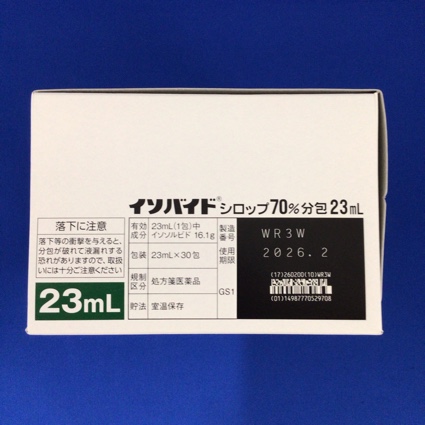 イソバイド® シロップ70%分包23mL
落下に注意
落下等の衝撃を与えると、
分包が破れて液漏れする
恐れがありますので、取扱
いには十分ご注意ください
23mL
有効成分 23mL(1包)中
イソソルビド 16.1g
包装 23mL×30包
規制区分 処方箋医薬品
貯法 室温保存
製造番号 WR3W
使用期限 2026.2
GS1
(17)260200(10)WR3W
(01)14987770529708